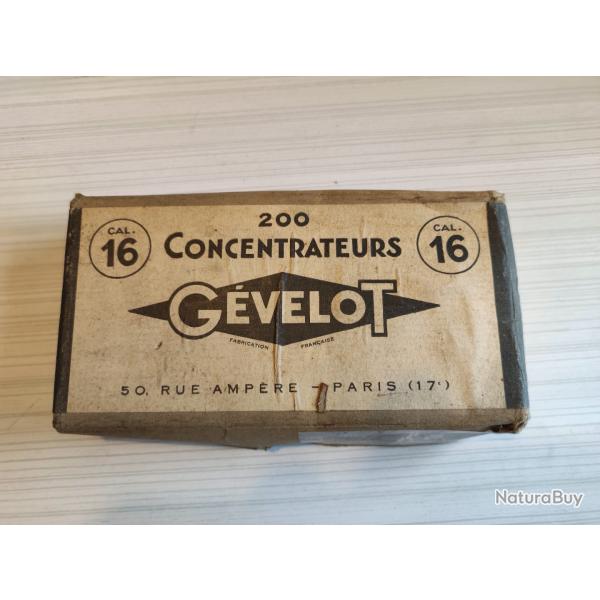 200
CAL. 16 CONCENTRATEURS CAL. 16
GÉVELOT
FABRICATION FRANÇAISE
50, RUE AMPÈRE - PARIS (17e)
NaturaBuy